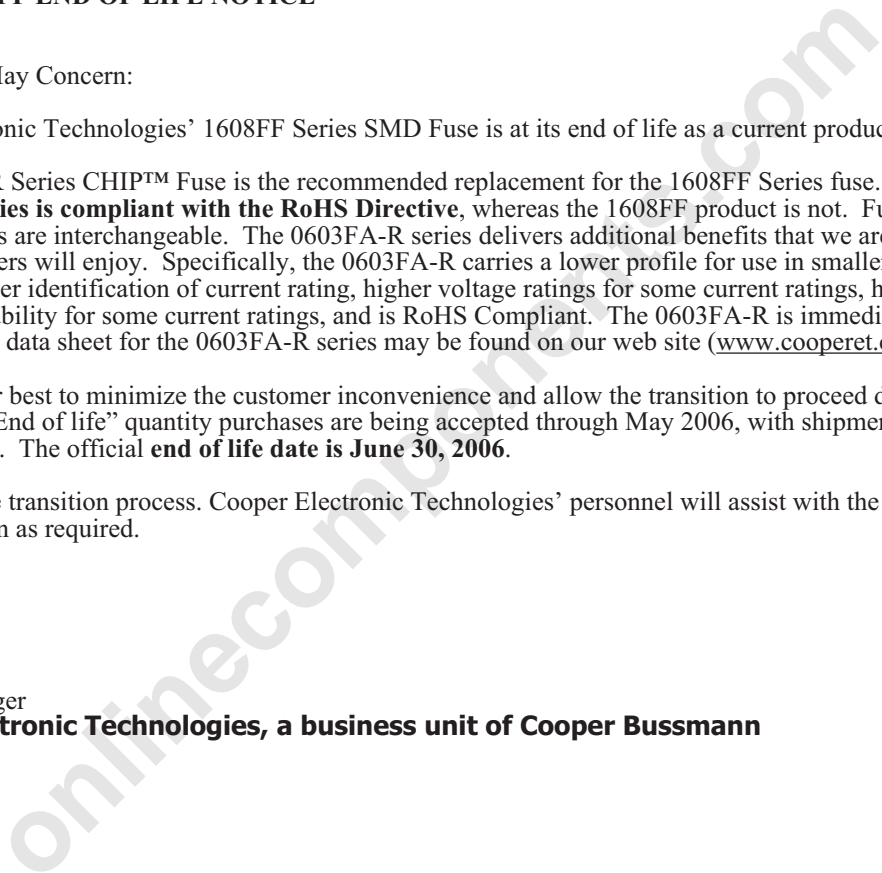 END OF LIFE NOTICE
May Concern:
onic Technologies’ 1608FF Series SMD Fuse is at its end of life as a current produc
R Series CHIP™ Fuse is the recommended replacement for the 1608FF Series fuse.
ies is compliant with the RoHS Directive, whereas the 1608FF product is not.  Fu
s are interchangeable.  The 0603FA-R series delivers additional benefits that we are
ers will enjoy.  Specifically, the 0603FA-R carries a lower profile for use in smaller
er identification of current rating, higher voltage ratings for some current ratings, h
bility for some current ratings, and is RoHS Compliant.  The 0603FA-R is immedi
data sheet for the 0603FA-R series may be found on our web site (www.cooperet.c
r best to minimize the customer inconvenience and allow the transition to proceed d
End of life” quantity purchases are being accepted through May 2006, with shipmen
.  The official end of life date is June 30, 2006.
e transition process. Cooper Electronic Technologies’ personnel will assist with the
n as required.
ger
tronic Technologies, a business unit of Cooper Bussmann
onlinecomponents.com